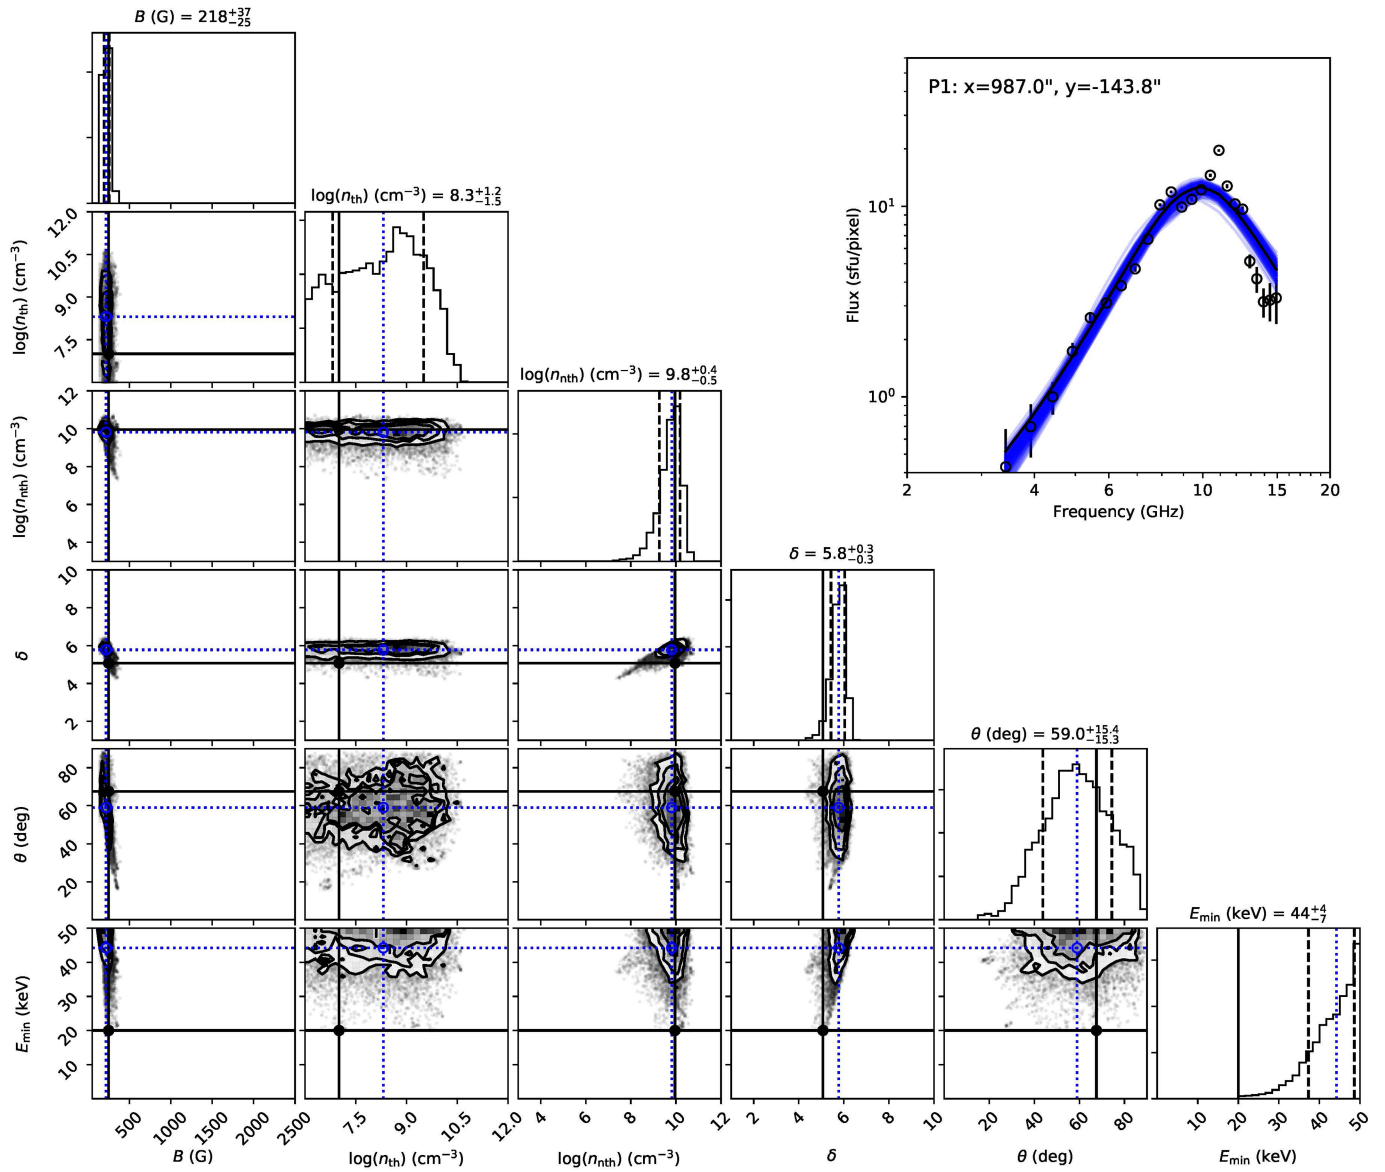 B (G) = 218 +37 −25
P1: x=987.0", y=-143.8"
10¹
10⁰
Flux (sfu/pixel)
2 4 6 10 15 20
Frequency (GHz)
log(nth) (cm⁻³) = 8.3 +1.2 −1.5
12.0
10.5
9.0
7.5
log(nth) (cm⁻³)
log(nnth) (cm⁻³) = 9.8 +0.4 −0.5
12
10
8
6
4
log(nnth) (cm⁻³)
δ = 5.8 +0.3 −0.3
10
8
6
4
2
δ
θ (deg) = 59.0 +15.4 −15.3
80
60
40
20
θ (deg)
Emin (keV) = 44 +4 −7
50
40
30
20
10
Emin (keV)
500 1000 1500 2000 2500 7.5 9.0 10.5 12.0 4 6 8 10 12 2 4 6 8 10 20 40 60 80 10 20 30 40 50
B (G) log(nth) (cm⁻³) log(nnth) (cm⁻³) δ θ (deg) Emin (keV)